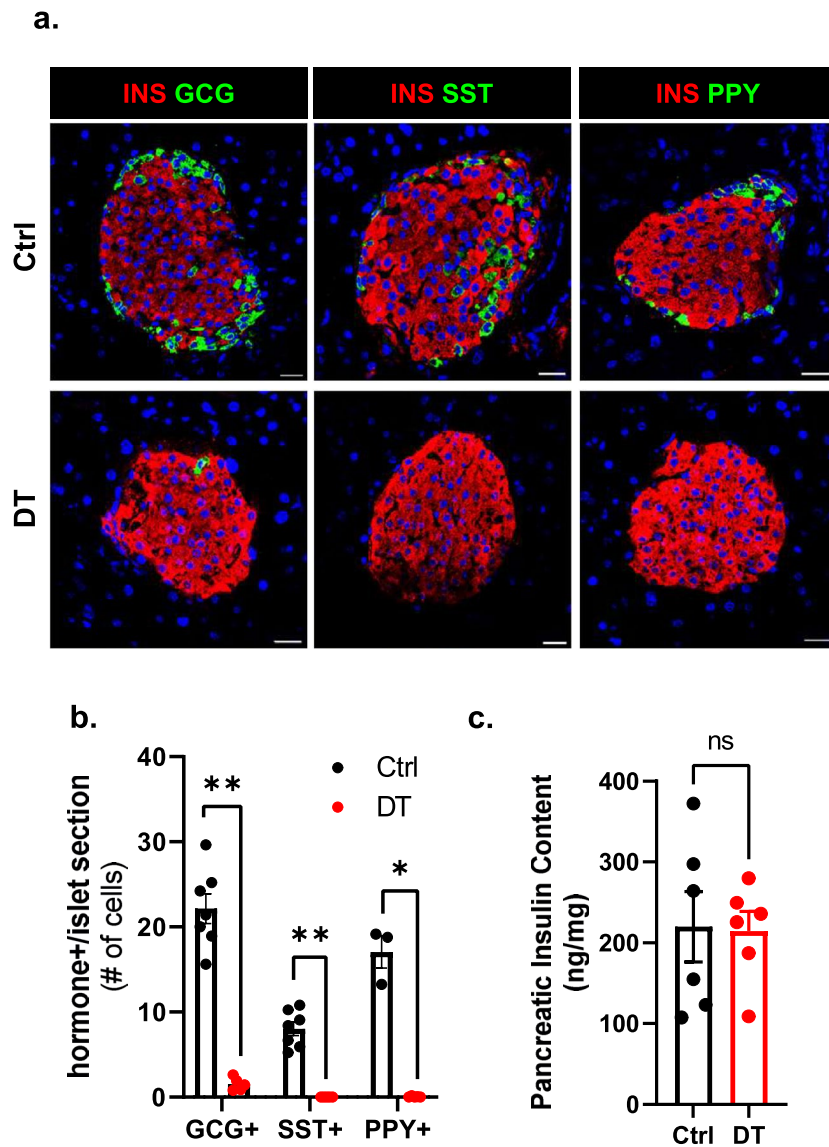 a.
INS GCG
INS SST
INS PPY
Ctrl
DT
b.
hormone+/islet section
(# of cells)
40
30
20
10
0
**
**
*
Ctrl
DT
GCG+
SST+
PPY+
c.
Pancreatic Insulin Content
(ng/mg)
400
300
200
100
0
ns
Ctrl
DT